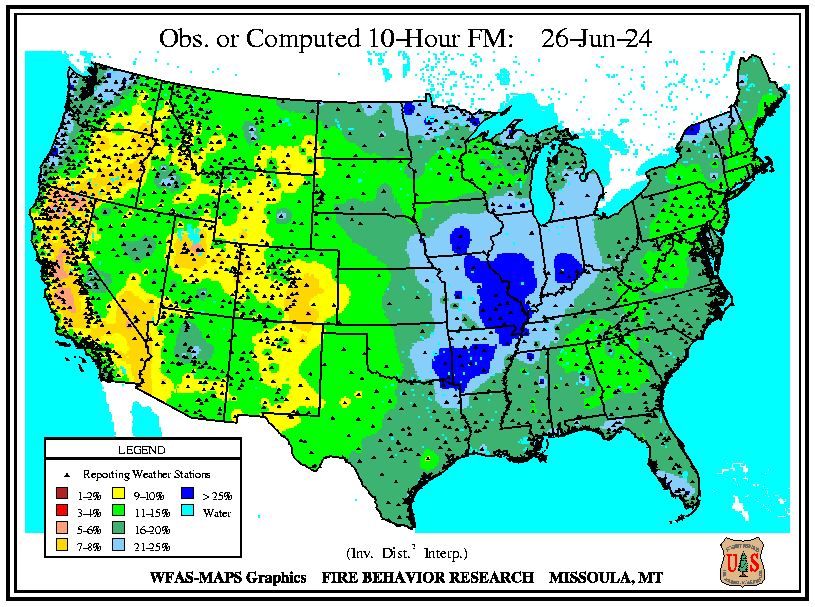 Obs. or Computed 10-Hour FM: 26-Jun-24
LEGEND
Reporting Weather Stations
1-2% 9-10% > 25%
3-4% 11-15% Water
5-6% 16-20%
7-8% 21-25%
(Inv. Dist.² Interp.)
WFAS-MAPS Graphics FIRE BEHAVIOR RESEARCH MISSOULA, MT
U S